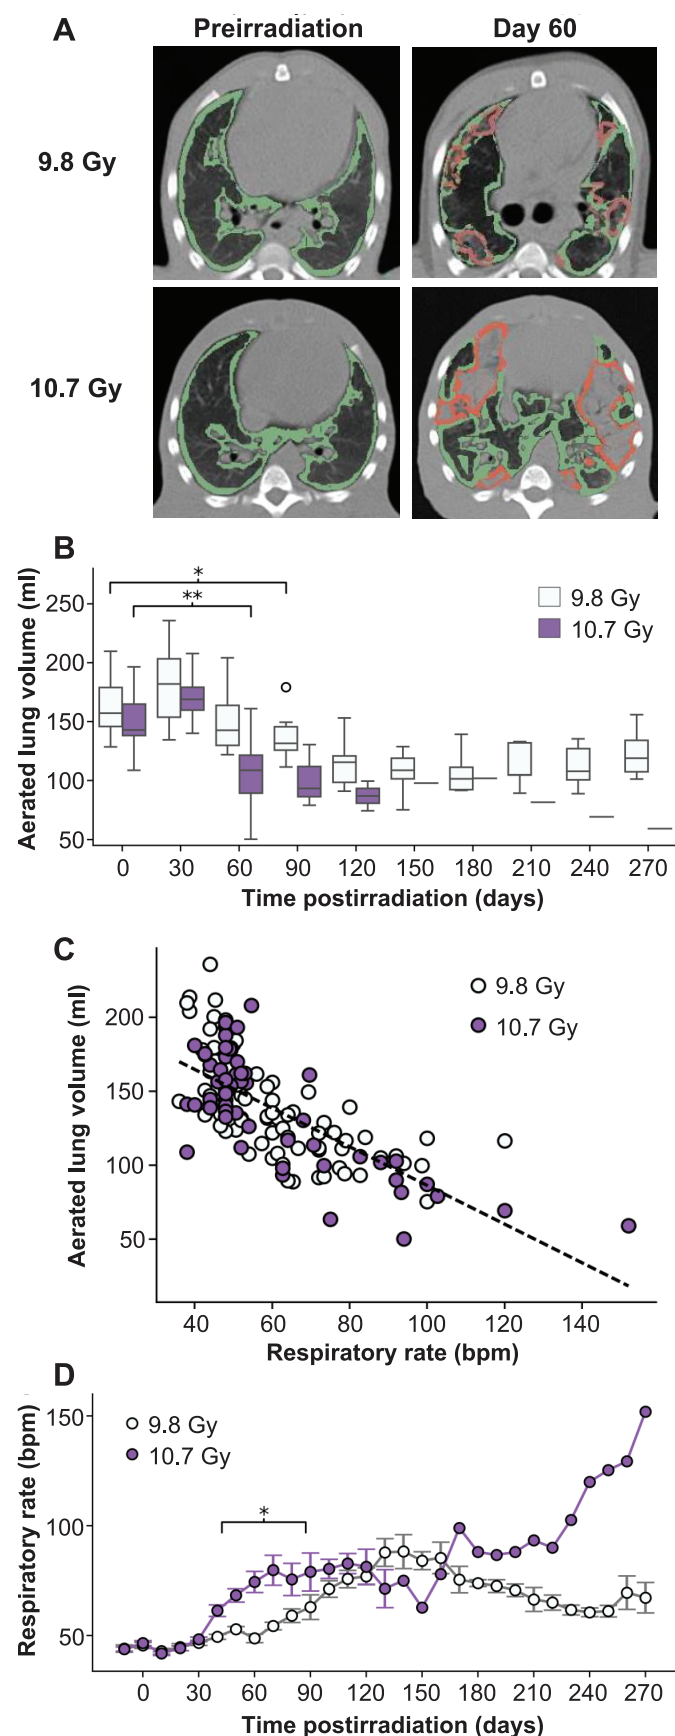 A
Preirradiation Day 60
9.8 Gy
10.7 Gy
B
*
**
9.8 Gy
10.7 Gy
Aerated lung volume (ml)
250
200
150
100
50
0 30 60 90 120 150 180 210 240 270
Time postirradiation (days)
C
9.8 Gy
10.7 Gy
Aerated lung volume (ml)
200
150
100
50
40 60 80 100 120 140
Respiratory rate (bpm)
D
9.8 Gy
10.7 Gy
*
Respiratory rate (bpm)
150
100
50
0 30 60 90 120 150 180 210 240 270
Time postirradiation (days)